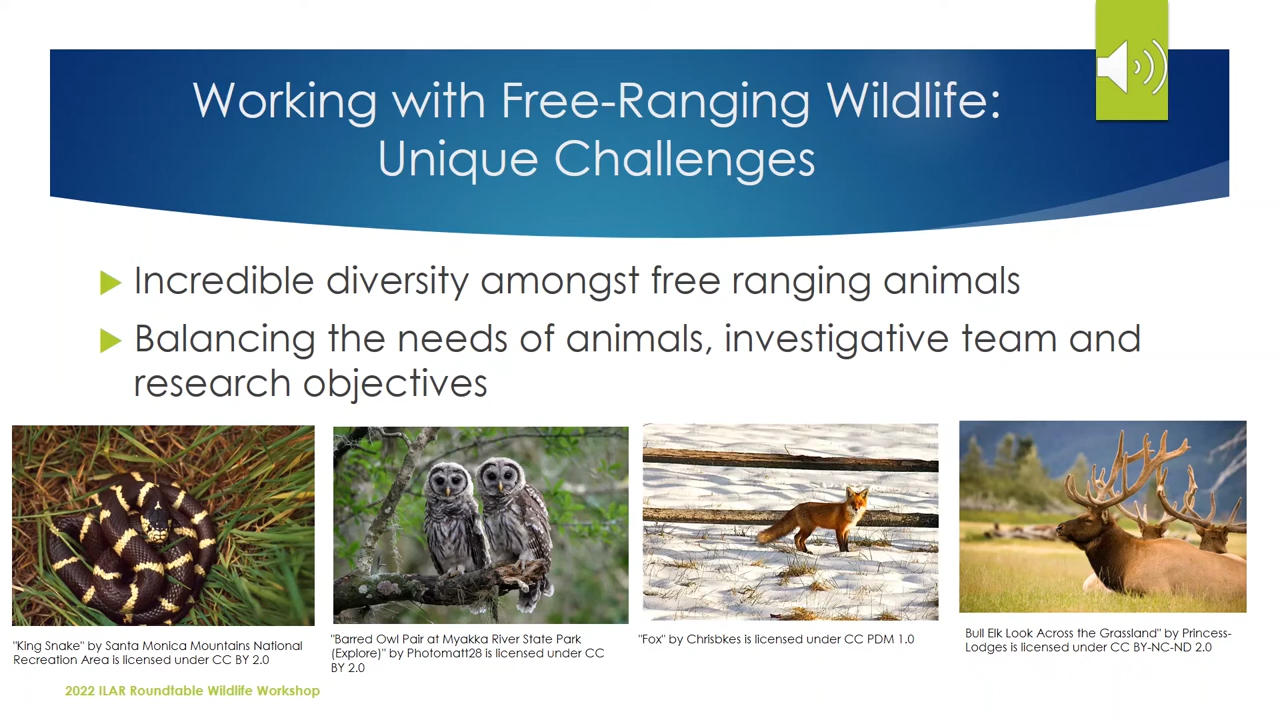 Working with Free-Ranging Wildlife:
Unique Challenges
Incredible diversity amongst free ranging animals
Balancing the needs of animals, investigative team and
research objectives
"King Snake" by Santa Monica Mountains National
Recreation Area is licensed under CC BY 2.0
"Barred Owl Pair at Myakka River State Park
(Explore)" by Photomatt28 is licensed under CC
BY 2.0
"Fox" by Chrisbkes is licensed under CC PDM 1.0
Bull Elk Look Across the Grassland" by Princess-
Lodges is licensed under CC BY-NC-ND 2.0
2022 ILAR Roundtable Wildlife Workshop